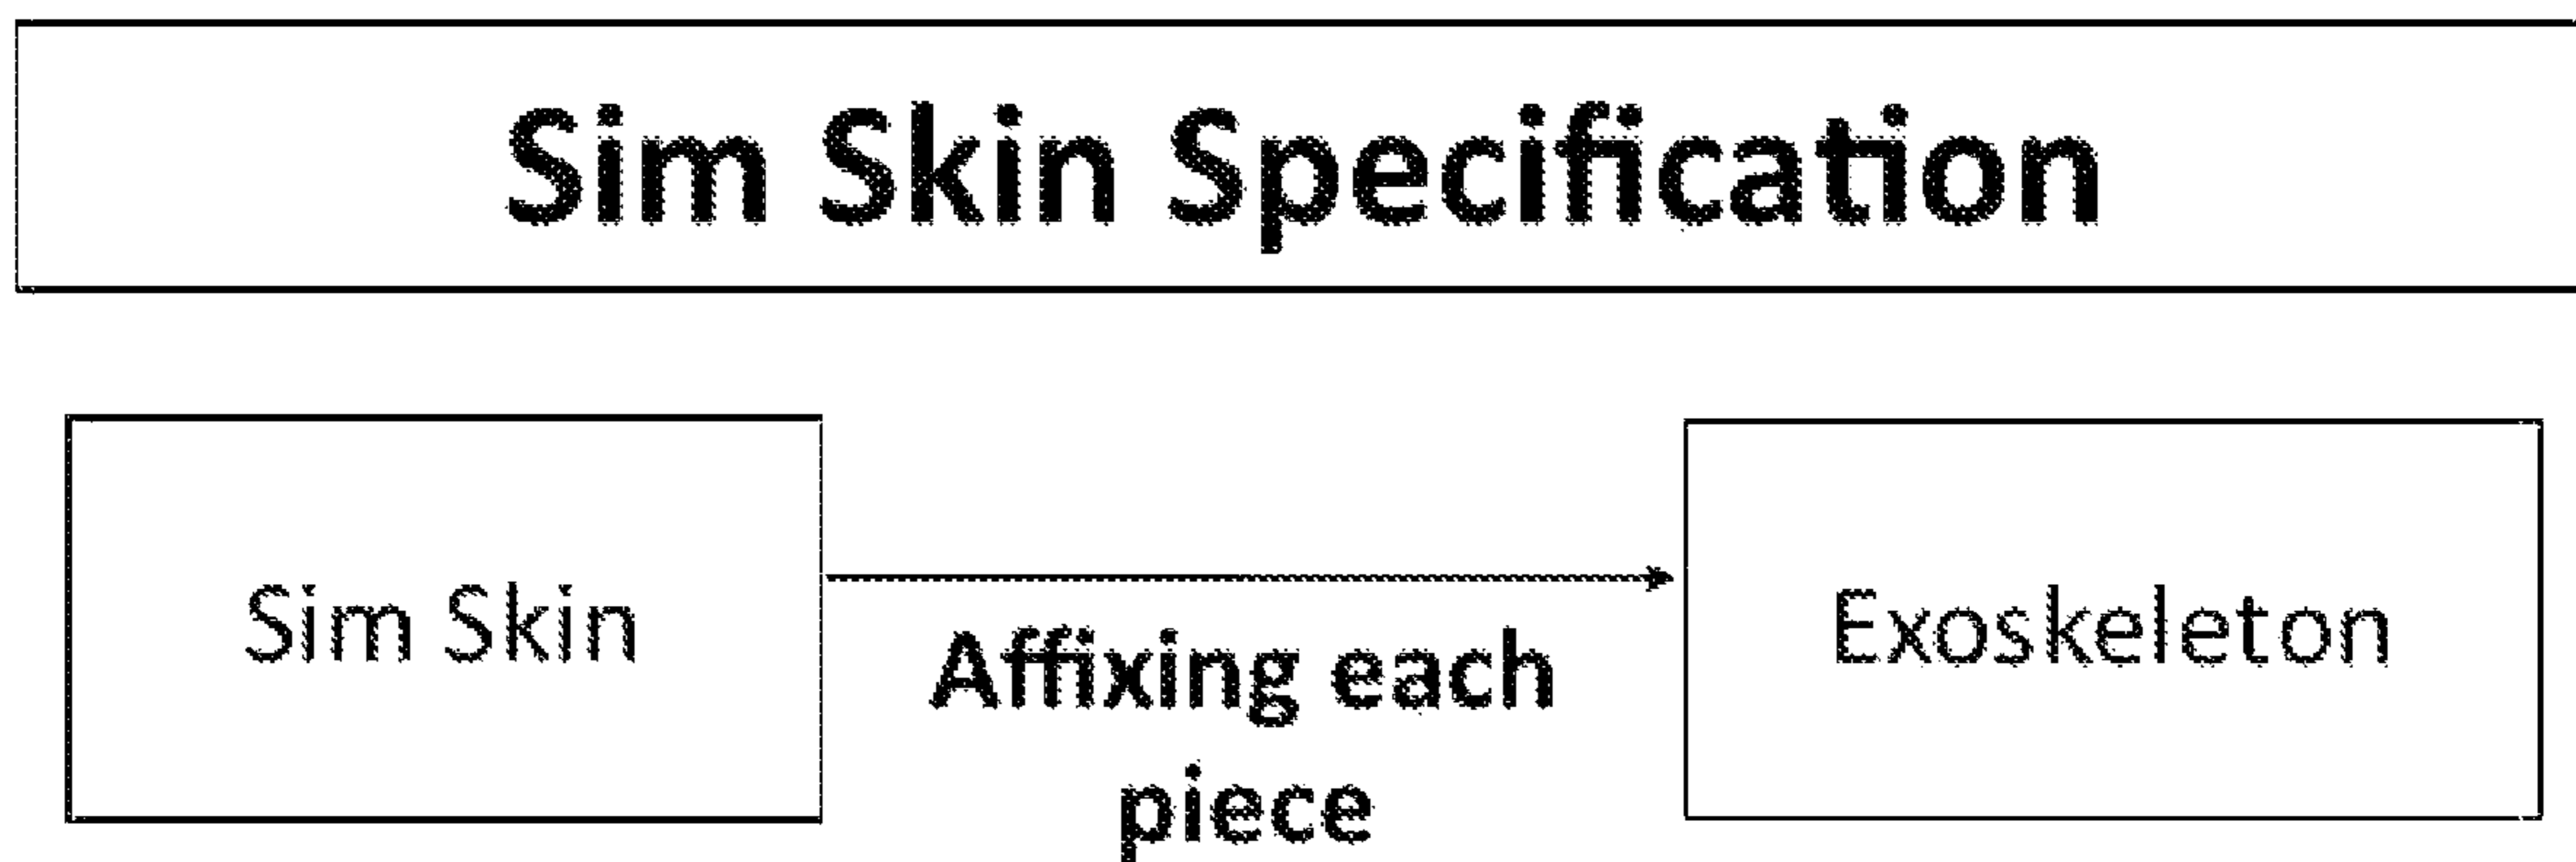 Sim Skin Specification
Sim Skin
Affixing each
piece
Exoskeleton